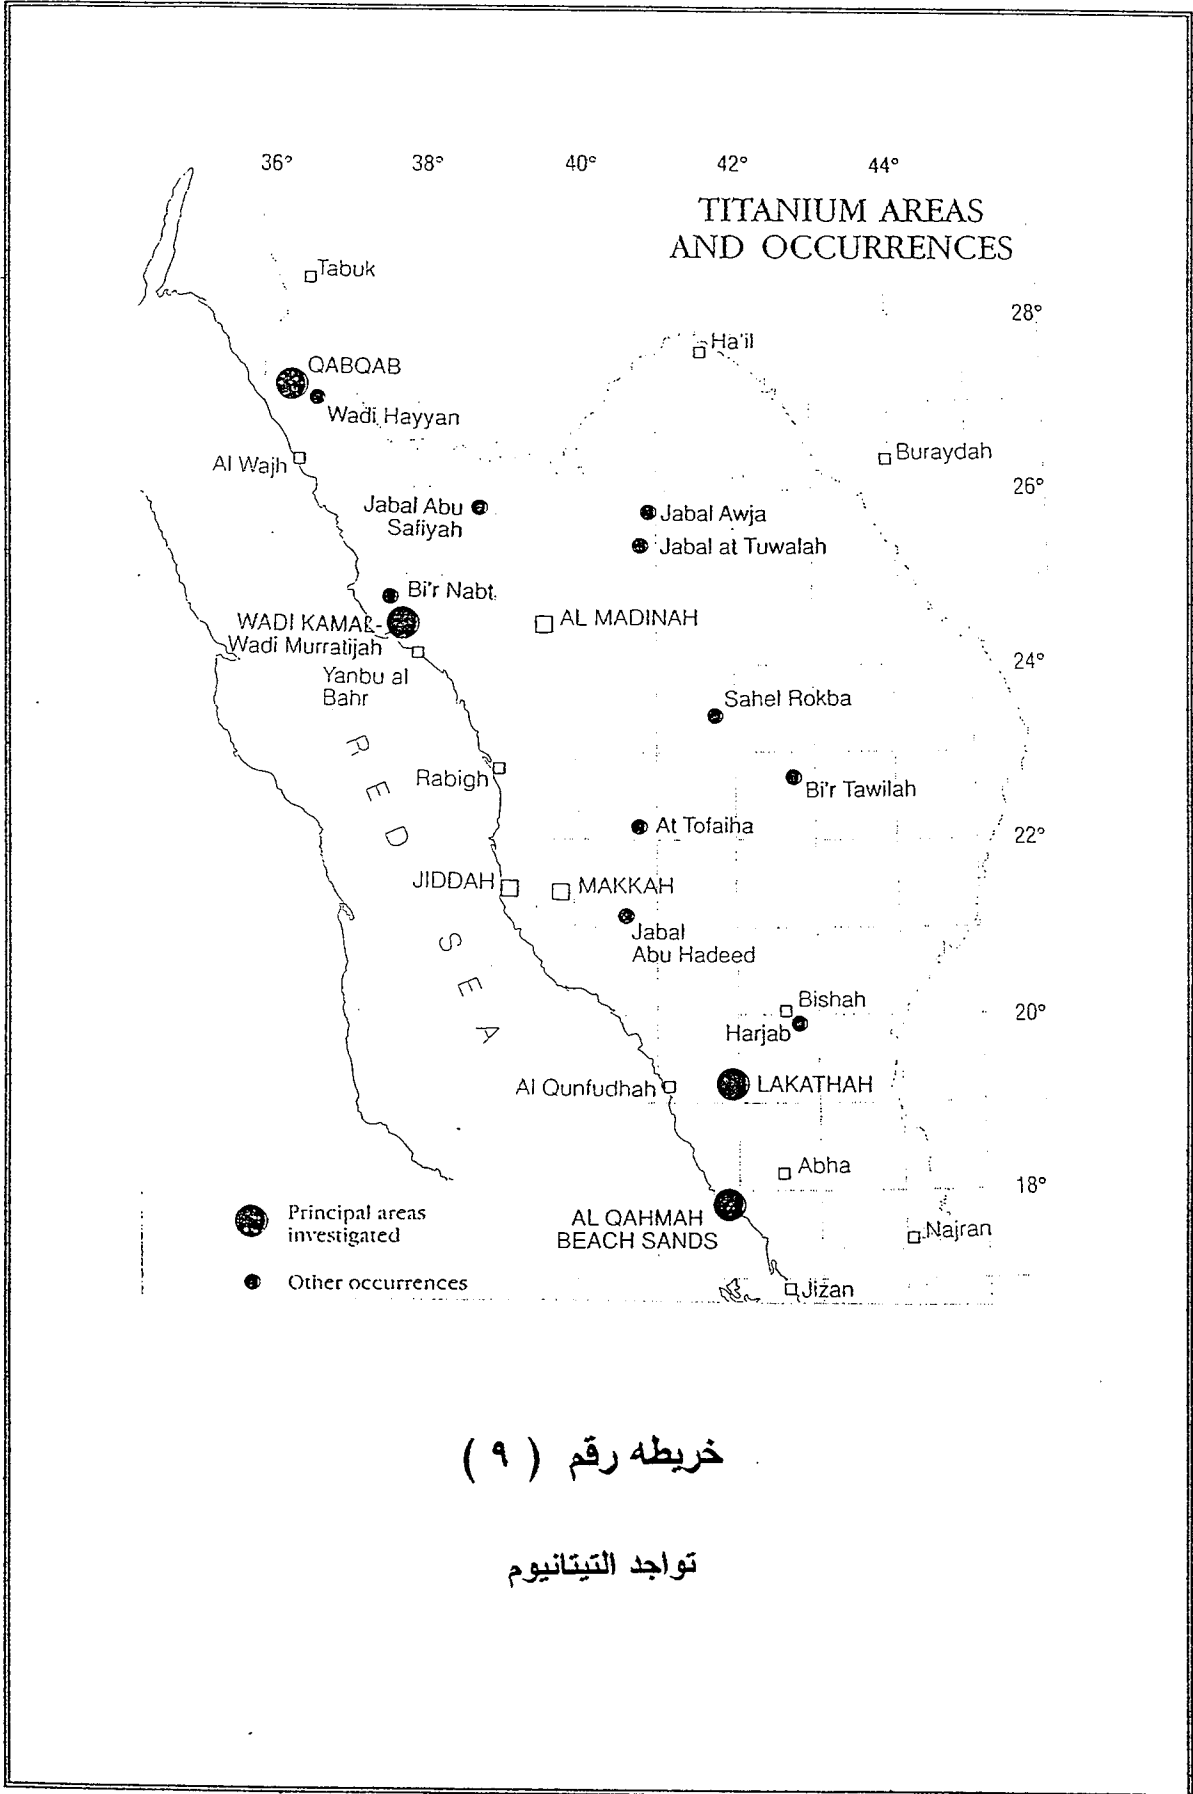 36° 38° 40° 42° 44°
TITANIUM AREAS
AND OCCURRENCES
Tabuk
28°
Ha'il
QABQAB
Wadi Hayyan
Buraydah
Al Wajh
26°
Jabal Abu
Safiyah
Jabal Awja
Jabal at Tuwalah
Bi'r Nabt
WADI KAMAL-
Wadi Murratijah
AL MADINAH
Yanbu al
Bahr
24°
Sahel Rokba
RED SEA
Rabigh
Bi'r Tawilah
At Tofaiha
22°
JIDDAH
MAKKAH
Jabal
Abu Hadeed
Bishah
Harjab
20°
Al Qunfudhah
LAKATHAH
Abha
18°
AL QAHMAH
BEACH SANDS
Najran
Jizan
Principal areas
investigated
Other occurrences
خريطه رقم ( ٩ )
تواجد التيتانيوم